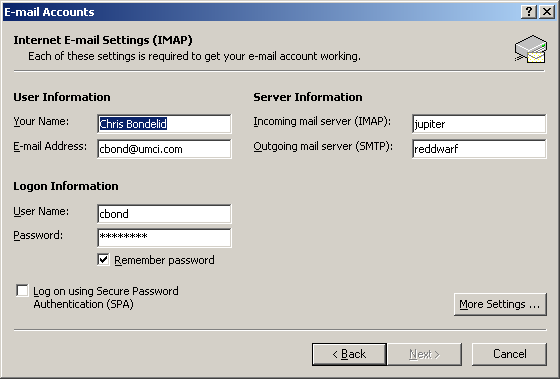 E-mail Accounts
Internet E-mail Settings (IMAP)
Each of these settings is required to get your e-mail account working.
User Information
Your Name: Chris Bondelid
E-mail Address: cbond@umci.com
Server Information
Incoming mail server (IMAP): jupiter
Outgoing mail server (SMTP): reddwarf
Logon Information
User Name: cbond
Password: ********
Remember password
Log on using Secure Password
Authentication (SPA)
More Settings ...
< Back Next > Cancel